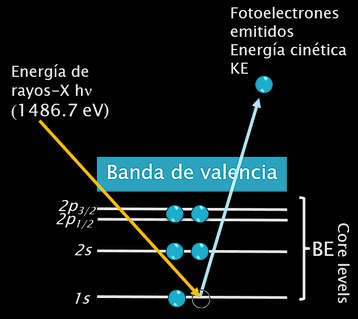 Fotoelectrones
emitidos
Energía cinética
KE
Energía de
rayos-X hν
(1486.7 eV)
Banda de valencia
2p3/2
2p1/2
2s
1s
BE
Core levels